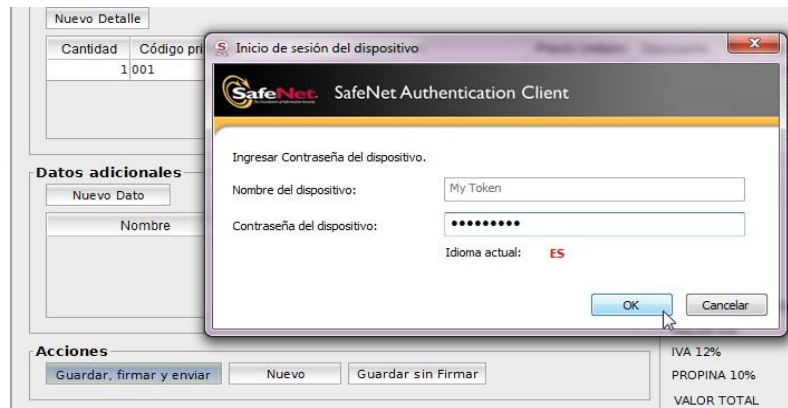 Nuevo Detalle
Cantidad Código pri
1 001
Inicio de sesión del dispositivo
SafeNet. SafeNet Authentication Client
Ingresar Contraseña del dispositivo.
Nombre del dispositivo: My Token
Contraseña del dispositivo: •••••••••
Idioma actual: ES
OK Cancelar
Datos adicionales
Nuevo Dato
Nombre
Acciones
Guardar, firmar y enviar Nuevo Guardar sin Firmar
IVA 12%
PROPINA 10%
VALOR TOTAL